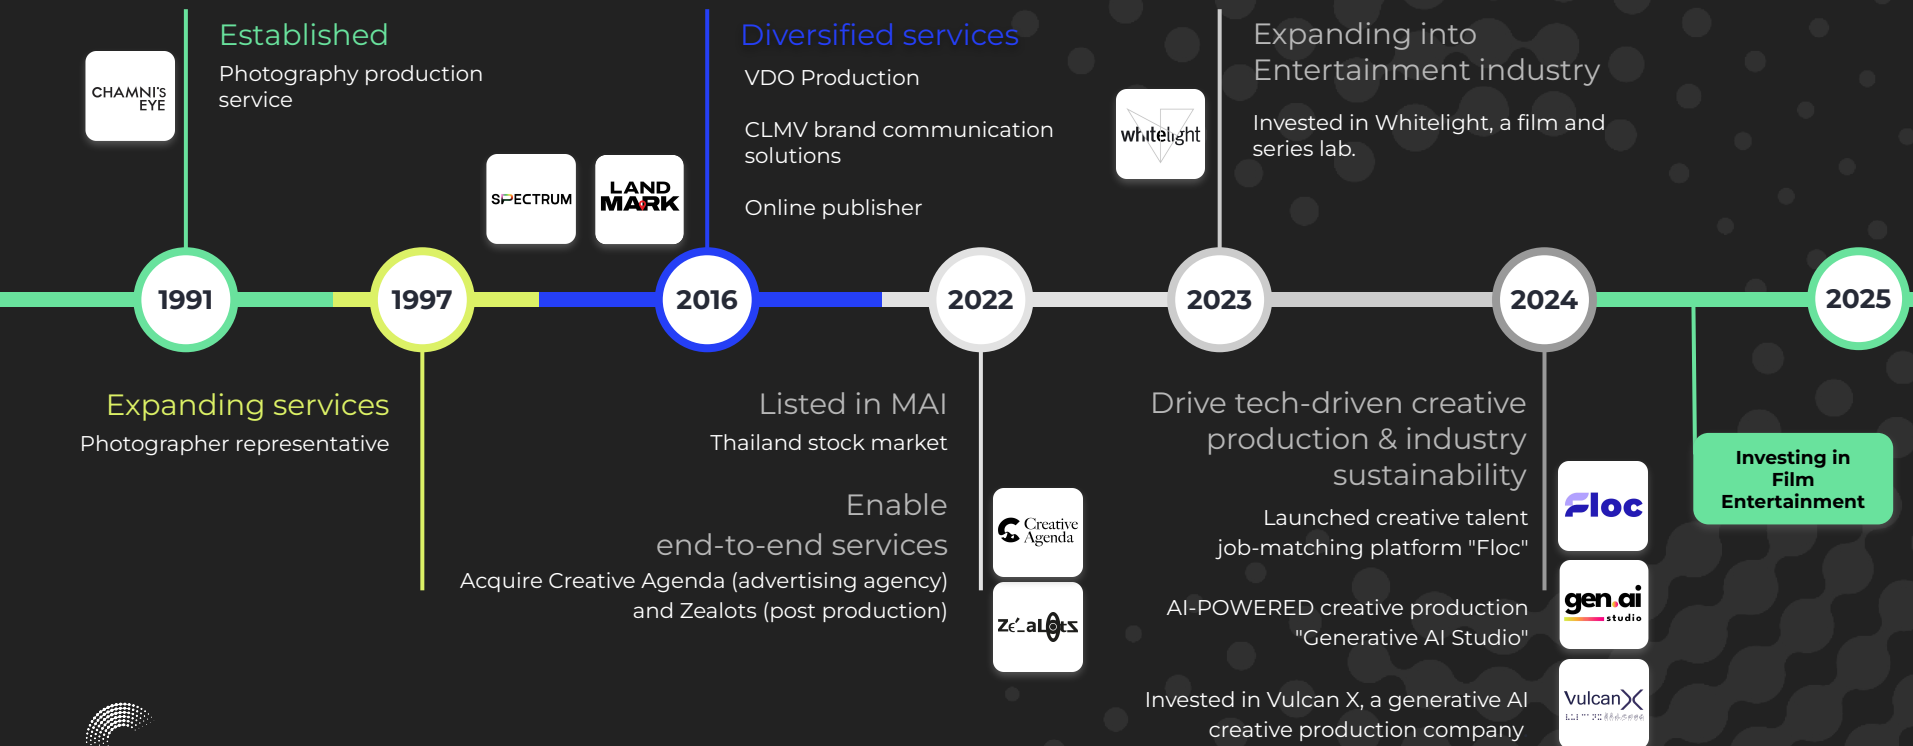 Established
Photography production
service
CHAMNI'S
EYE
Diversified services
VDO Production
CLMV brand communication
solutions
Online publisher
SPECTRUM
LAND
MARK
Expanding into
Entertainment industry
Invested in Whitelight, a film and
series lab.
whitelight
1991
1997
2016
2022
2023
2024
2025
Expanding services
Photographer representative
Listed in MAI
Thailand stock market
Enable
end-to-end services
Acquire Creative Agenda (advertising agency)
and Zealots (post production)
Creative
Agenda
Drive tech-driven creative
production & industry
sustainability
Launched creative talent
job-matching platform "Floc"
AI-POWERED creative production
"Generative AI Studio"
Invested in Vulcan X, a generative AI
creative production company
Floc
gen.ai
studio
VulcanX
Investing in
Film
Entertainment